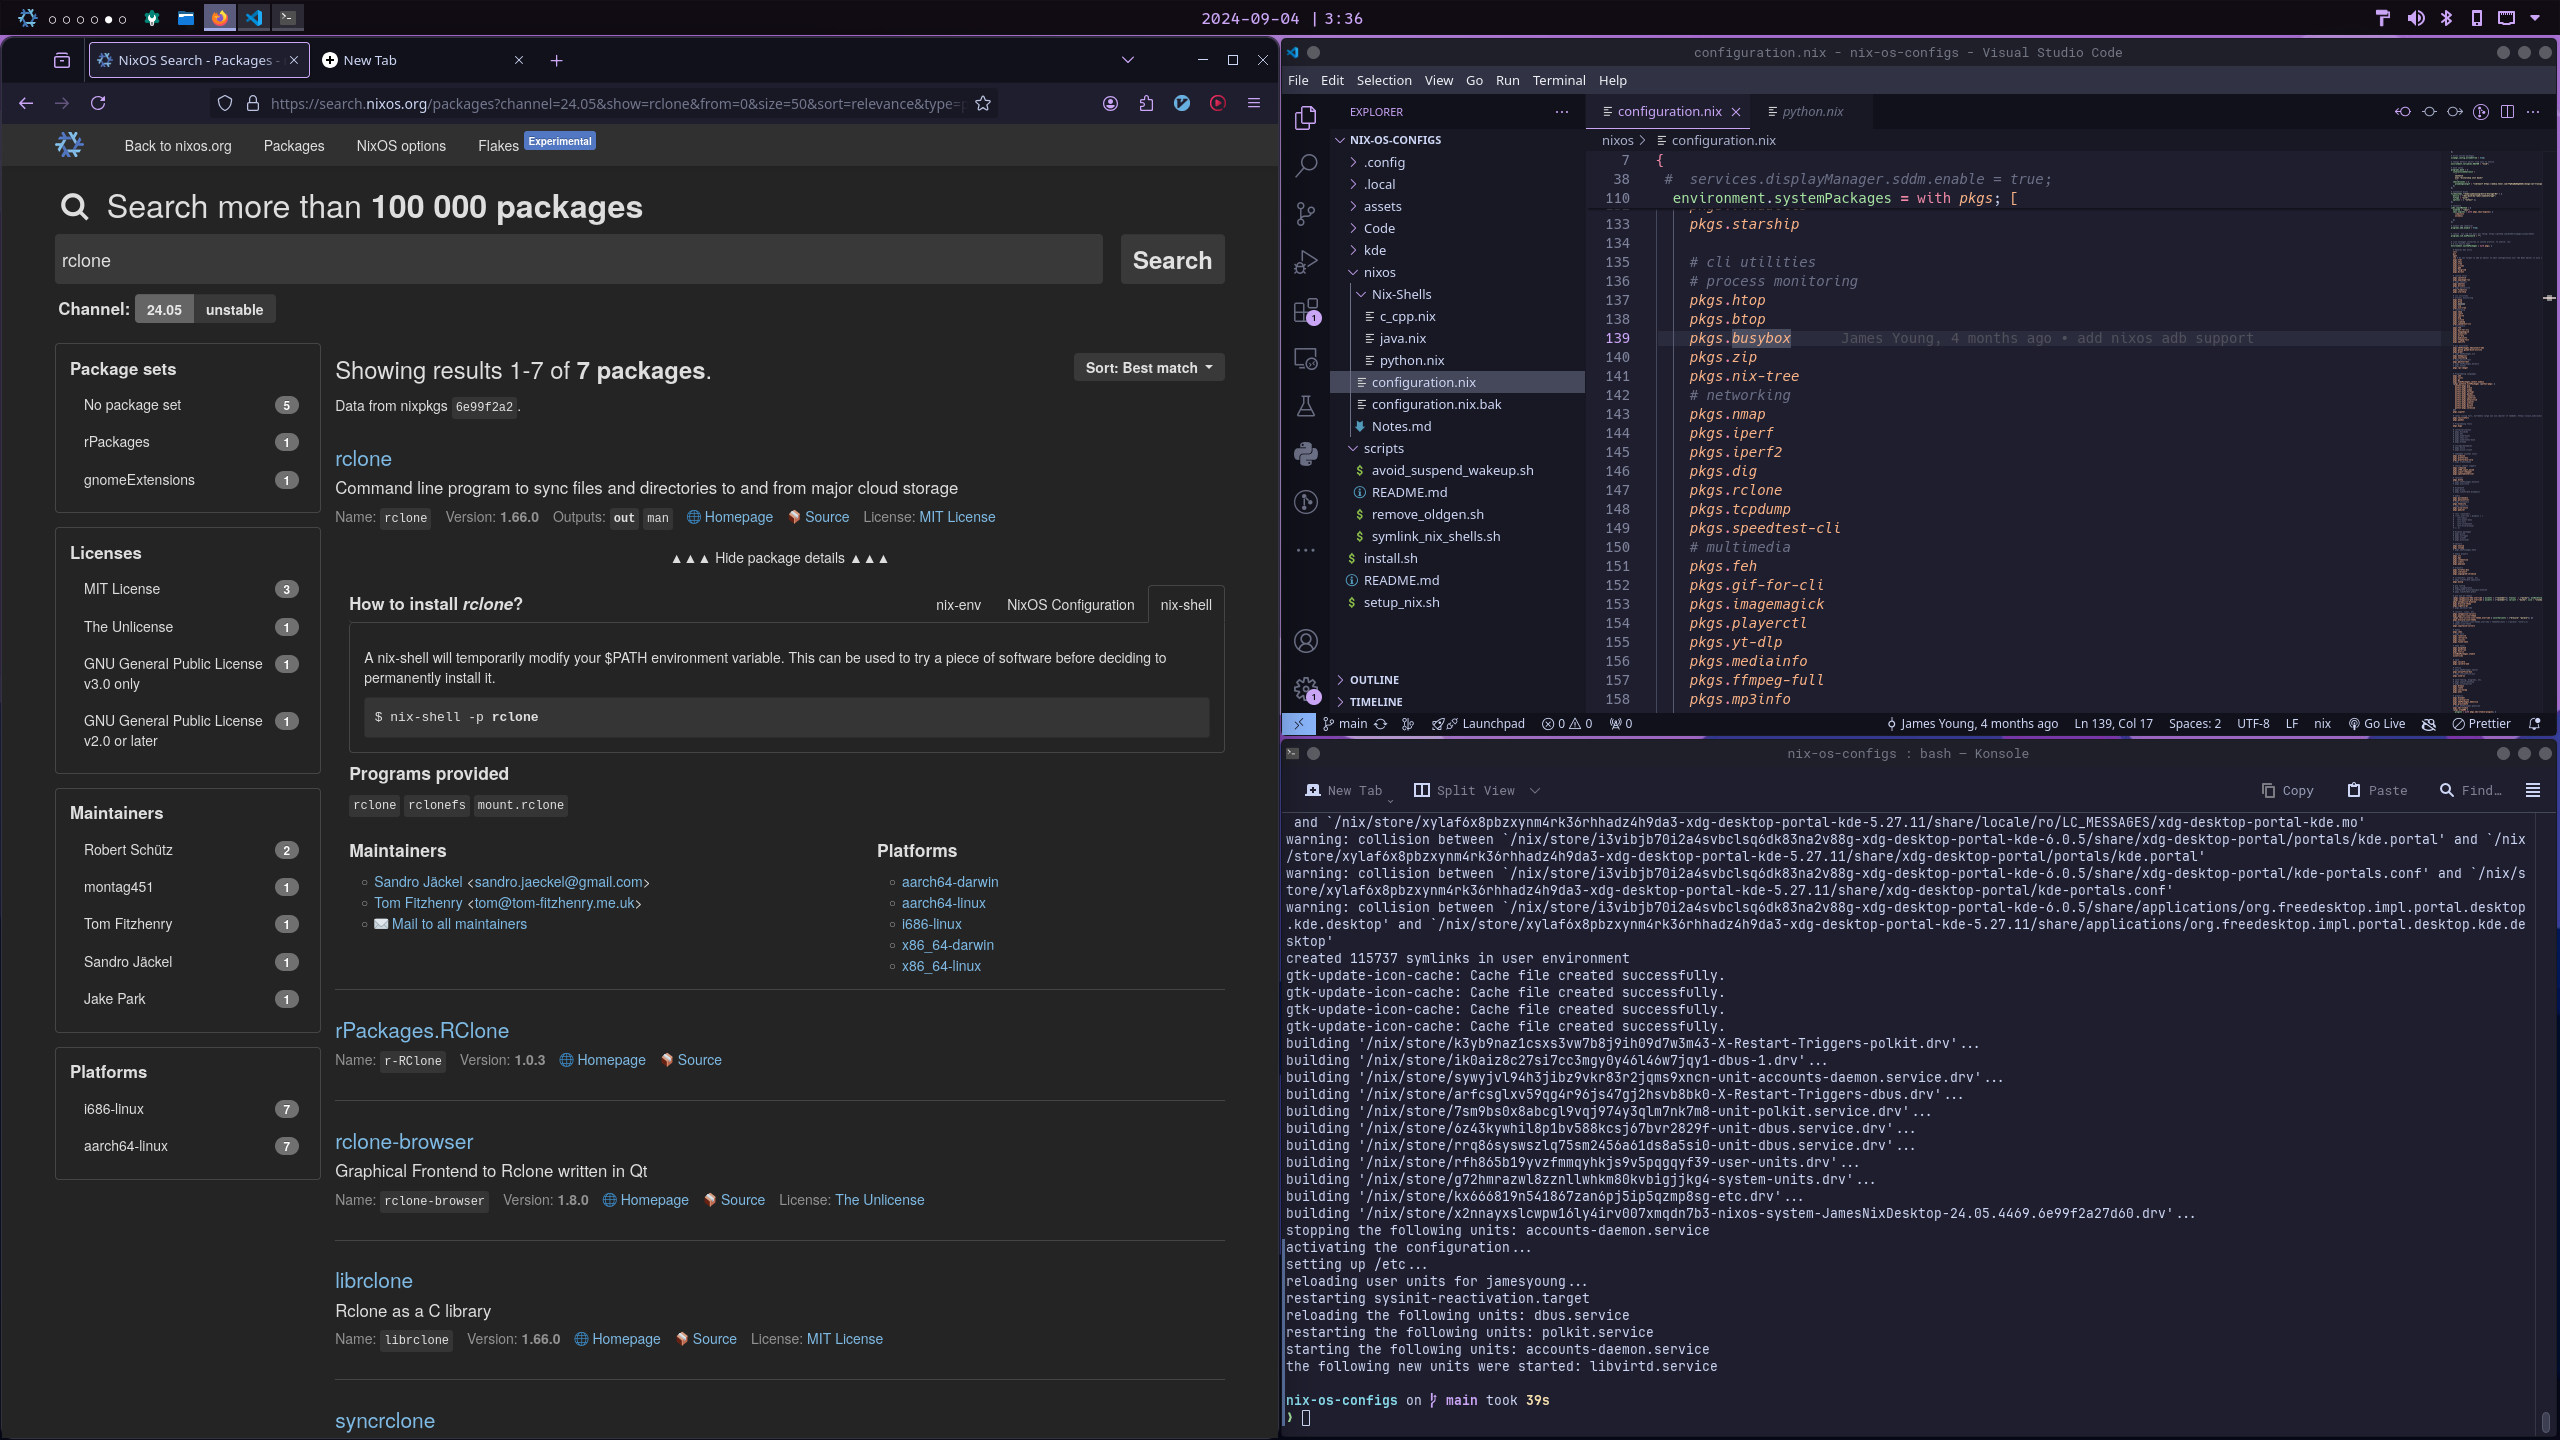 2024-09-04 | 3:36
NixOS Search - Packages -
New Tab
https://search.nixos.org/packages?channel=24.05&show=rclone&from=0&size=50&sort=relevance&type=p
Back to nixos.org Packages NixOS options Flakes Experimental
Search more than 100 000 packages
rclone
Search
Channel: 24.05 unstable
Package sets
No package set 5
rPackages 1
gnomeExtensions 1
Licenses
MIT License 3
The Unlicense 1
GNU General Public License 1
v3.0 only
GNU General Public License 1
v2.0 or later
Maintainers
Robert Schütz 2
montag451 1
Tom Fitzhenry 1
Sandro Jäckel 1
Jake Park 1
Platforms
i686-linux 7
aarch64-linux 7
Showing results 1-7 of 7 packages.
Sort: Best match
Data from nixpkgs 6e99f2a2.
rclone
Command line program to sync files and directories to and from major cloud storage
Name: rclone Version: 1.66.0 Outputs: out man Homepage Source License: MIT License
▲▲▲ Hide package details ▲▲▲
How to install rclone?
nix-env NixOS Configuration nix-shell
A nix-shell will temporarily modify your $PATH environment variable. This can be used to try a piece of software before deciding to
permanently install it.
$ nix-shell -p rclone
Programs provided
rclone rclonefs mount.rclone
Maintainers
Sandro Jäckel <sandro.jaeckel@gmail.com>
Tom Fitzhenry <tom@tom-fitzhenry.me.uk>
Mail to all maintainers
Platforms
aarch64-darwin
aarch64-linux
i686-linux
x86_64-darwin
x86_64-linux
rPackages.RClone
Name: r-RClone Version: 1.0.3 Homepage Source
rclone-browser
Graphical Frontend to Rclone written in Qt
Name: rclone-browser Version: 1.8.0 Homepage Source License: The Unlicense
librclone
Rclone as a C library
Name: librclone Version: 1.66.0 Homepage Source License: MIT License
syncrclone
configuration.nix - nix-os-configs - Visual Studio Code
File Edit Selection View Go Run Terminal Help
EXPLORER
NIX-OS-CONFIGS
.config
.local
assets
Code
kde
nixos
Nix-Shells
c_cpp.nix
java.nix
python.nix
configuration.nix
configuration.nix.bak
Notes.md
scripts
avoid_suspend_wakeup.sh
README.md
remove_oldgen.sh
symlink_nix_shells.sh
install.sh
README.md
setup_nix.sh
OUTLINE
TIMELINE
configuration.nix python.nix
nixos > configuration.nix
7 {
38 # services.displayManager.sddm.enable = true;
110 environment.systemPackages = with pkgs; [
133 pkgs.starship
134
135 # cli utilities
136 # process monitoring
137 pkgs.htop
138 pkgs.btop
139 pkgs.busybox James Young, 4 months ago • add nixos adb support
140 pkgs.zip
141 pkgs.nix-tree
142 # networking
143 pkgs.nmap
144 pkgs.iperf
145 pkgs.iperf2
146 pkgs.dig
147 pkgs.rclone
148 pkgs.tcpdump
149 pkgs.speedtest-cli
150 # multimedia
151 pkgs.feh
152 pkgs.gif-for-cli
153 pkgs.imagemagick
154 pkgs.playerctl
155 pkgs.yt-dlp
156 pkgs.mediainfo
157 pkgs.ffmpeg-full
158 pkgs.mp3info
main Launchpad 0 0 0 James Young, 4 months ago Ln 139, Col 17 Spaces: 2 UTF-8 LF nix Go Live Prettier
nix-os-configs : bash — Konsole
New Tab Split View Copy Paste Find...
and `/nix/store/xylaf6x8pbzxynm4rk36rhhadz4h9da3-xdg-desktop-portal-kde-5.27.11/share/locale/ro/LC_MESSAGES/xdg-desktop-portal-kde.mo'
warning: collision between `/nix/store/i3vibjb70i2a4svbclsq6dk83na2v88g-xdg-desktop-portal-kde-6.0.5/share/xdg-desktop-portal/portals/kde.portal' and `/nix
/store/xylaf6x8pbzxynm4rk36rhhadz4h9da3-xdg-desktop-portal-kde-5.27.11/share/xdg-desktop-portal/portals/kde.portal'
warning: collision between `/nix/store/i3vibjb70i2a4svbclsq6dk83na2v88g-xdg-desktop-portal-kde-6.0.5/share/xdg-desktop-portal/kde-portals.conf' and `/nix/s
tore/xylaf6x8pbzxynm4rk36rhhadz4h9da3-xdg-desktop-portal-kde-5.27.11/share/xdg-desktop-portal/kde-portals.conf'
warning: collision between `/nix/store/i3vibjb70i2a4svbclsq6dk83na2v88g-xdg-desktop-portal-kde-6.0.5/share/applications/org.freedesktop.impl.portal.desktop
.kde.desktop' and `/nix/store/xylaf6x8pbzxynm4rk36rhhadz4h9da3-xdg-desktop-portal-kde-5.27.11/share/applications/org.freedesktop.impl.portal.desktop.kde.de
sktop'
created 115737 symlinks in user environment
gtk-update-icon-cache: Cache file created successfully.
gtk-update-icon-cache: Cache file created successfully.
gtk-update-icon-cache: Cache file created successfully.
gtk-update-icon-cache: Cache file created successfully.
building '/nix/store/k3yb9naz1csxs3vw7b8j9ih09d7w3m43-X-Restart-Triggers-polkit.drv'...
building '/nix/store/ik0aiz8c27si7cc3mgy0y46l46w7jqy1-dbus-1.drv'...
building '/nix/store/sywyjvl94h3jibz9vkr83r2jqms9xncn-unit-accounts-daemon.service.drv'...
building '/nix/store/arfcsglxv59qg4r96js47gj2hsvb8bk0-X-Restart-Triggers-dbus.drv'...
building '/nix/store/7sm9bs0x8abcgl9vqj974y3qlm7nk7m8-unit-polkit.service.drv'...
building '/nix/store/6z43kywhil8p1bv588kcsj67bvr2829f-unit-dbus.service.drv'...
building '/nix/store/rrq86syswszlq75sm2456a61ds8a5si0-unit-dbus.service.drv'...
building '/nix/store/rfh865b19yvzfmmqyhkjs9v5pqgqyf39-user-units.drv'...
building '/nix/store/g72hmrazwl8zznllwhkm80kvbigjjkg4-system-units.drv'...
building '/nix/store/kx666819n541867zan6pj5ip5qzmp8sg-etc.drv'...
building '/nix/store/x2nnayxslcwpw16ly4irv007xmqdn7b3-nixos-system-JamesNixDesktop-24.05.4469.6e99f2a27d60.drv'...
stopping the following units: accounts-daemon.service
activating the configuration...
setting up /etc...
reloading user units for jamesyoung...
restarting sysinit-reactivation.target
reloading the following units: dbus.service
restarting the following units: polkit.service
starting the following units: accounts-daemon.service
the following new units were started: libvirtd.service
nix-os-configs on main took 39s